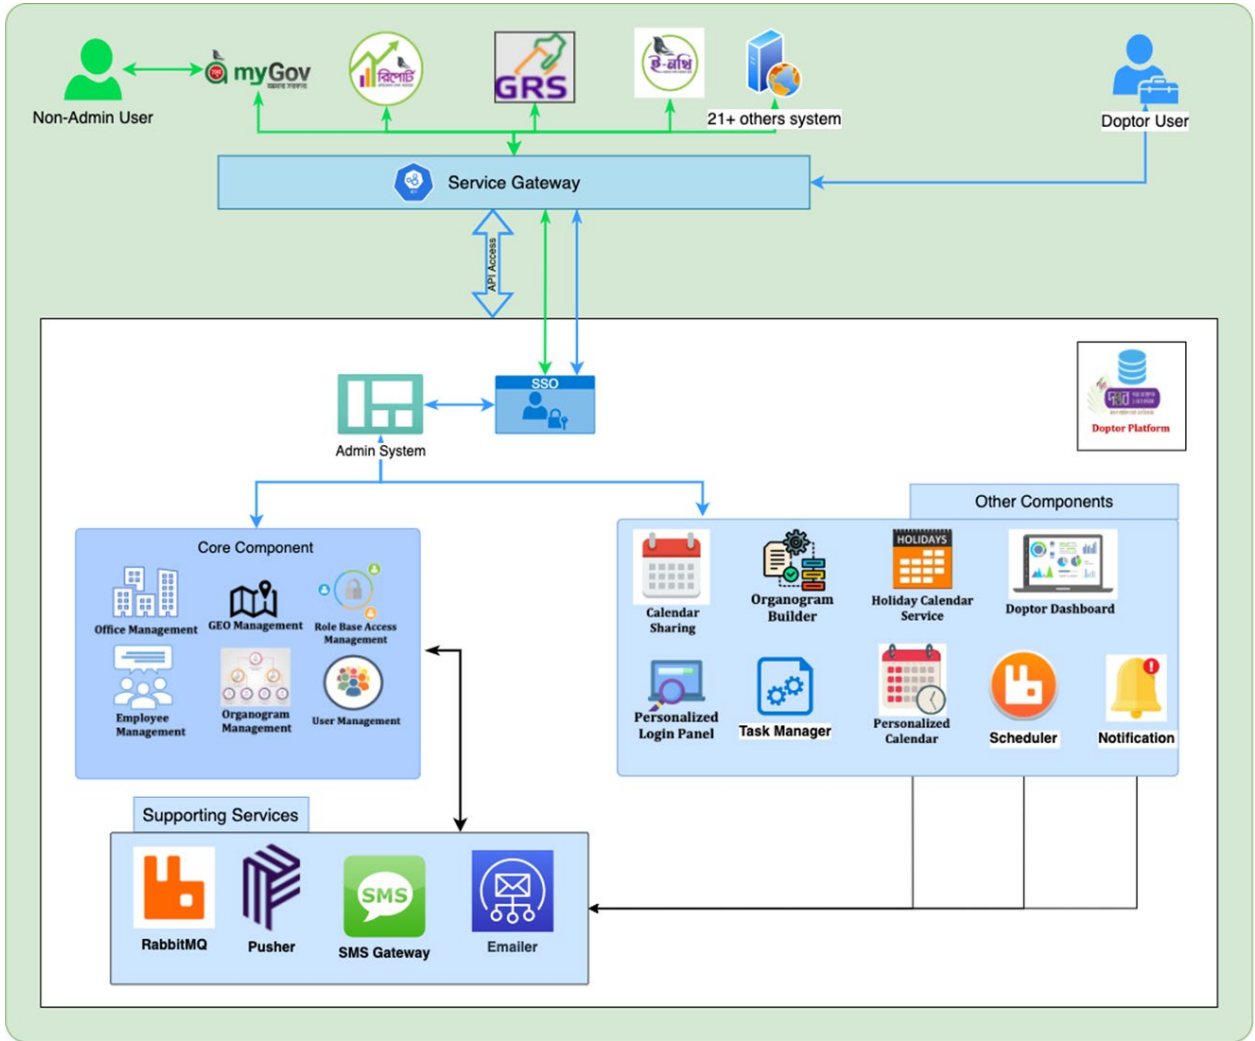 Non-Admin User
myGov
রিপোর্ট
GRS
ই-নথি
21+ others system
Doptor User
Service Gateway
API Access
SSO
Admin System
Doptor Platform
Core Component
Office Management
GEO Management
Role Base Access
Management
Employee
Management
Organogram
Management
User Management
Other Components
Calendar
Sharing
Organogram
Builder
HOLIDAYS
Holiday Calendar
Service
Doptor Dashboard
Personalized
Login Panel
Task Manager
Personalized
Calendar
Scheduler
Notification
Supporting Services
RabbitMQ
Pusher
SMS
SMS Gateway
Emailer